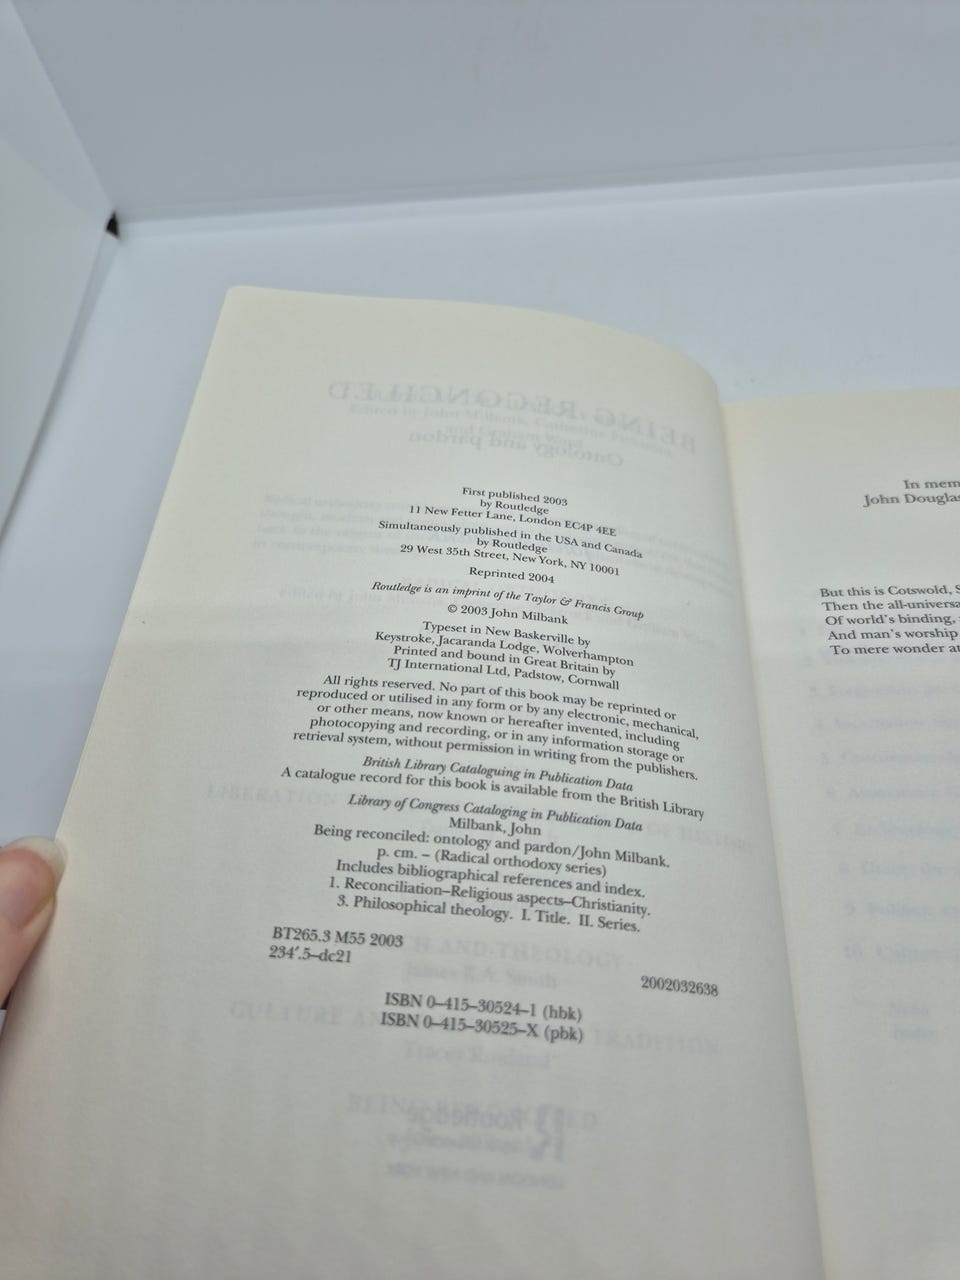 First published 2003
by Routledge
11 New Fetter Lane, London EC4P 4EE
Simultaneously published in the USA and Canada
by Routledge
29 West 35th Street, New York, NY 10001
Reprinted 2004
Routledge is an imprint of the Taylor & Francis Group
© 2003 John Milbank
Typeset in New Baskerville by
Keystroke, Jacaranda Lodge, Wolverhampton
Printed and bound in Great Britain by
TJ International Ltd, Padstow, Cornwall
All rights reserved. No part of this book may be reprinted or
reproduced or utilised in any form or by any electronic, mechanical,
or other means, now known or hereafter invented, including
photocopying and recording, or in any information storage or
retrieval system, without permission in writing from the publishers.
British Library Cataloguing in Publication Data
A catalogue record for this book is available from the British Library
Library of Congress Cataloging in Publication Data
Milbank, John
Being reconciled: ontology and pardon/John Milbank.
p. cm. – (Radical orthodoxy series)
Includes bibliographical references and index.
1. Reconciliation–Religious aspects–Christianity.
3. Philosophical theology. I. Title. II. Series.
BT265.3 M55 2003
234′.5–dc21
2002032638
ISBN 0–415–30524–1 (hbk)
ISBN 0–415–30525–X (pbk)
In mem
John Douglas
But this is Cotswold, S
Then the all-universa
Of world's binding,
And man's worship
To mere wonder at